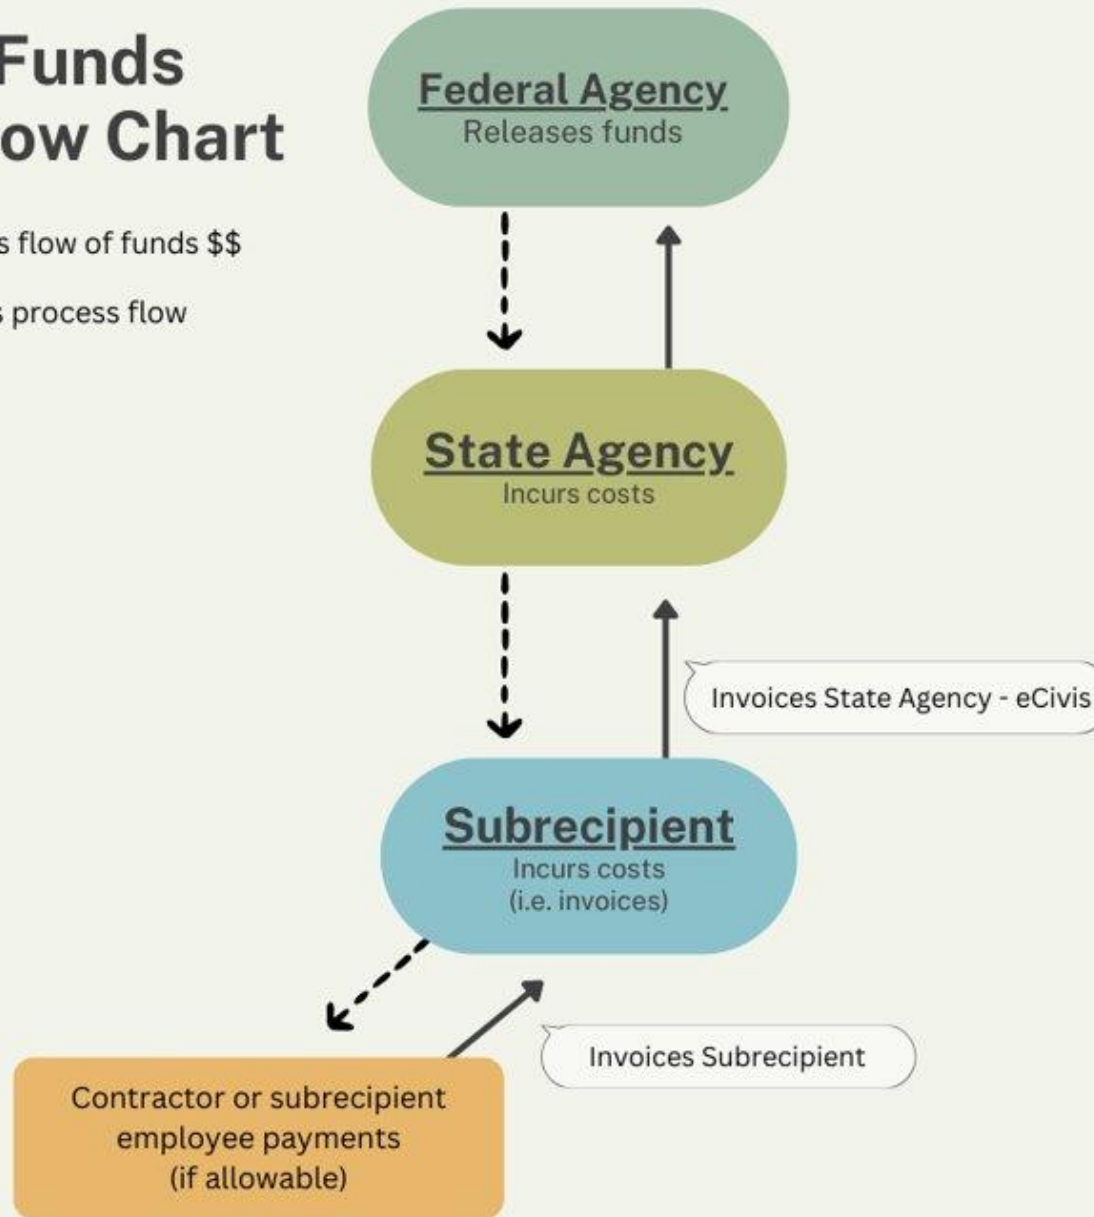 Funds
ow Chart
s flow of funds $$
s process flow
Federal Agency
Releases funds
State Agency
Incurs costs
Invoices State Agency - eCivis
Subrecipient
Incurs costs
(i.e. invoices)
Invoices Subrecipient
Contractor or subrecipient
employee payments
(if allowable)